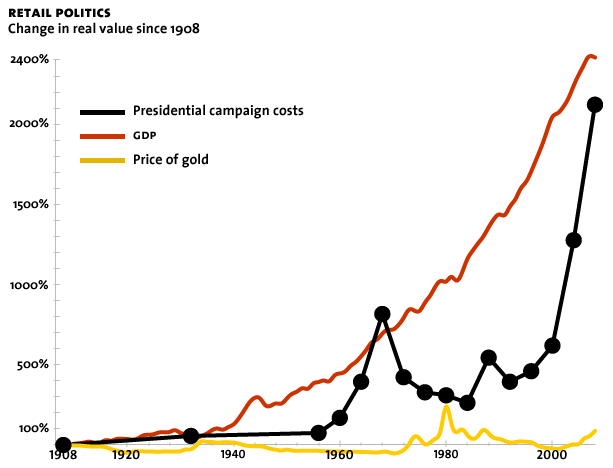 RETAIL POLITICS
Change in real value since 1908
2400%
Presidential campaign costs
2000%
GDP
Price of gold
1500%
1000%
500%
100%
1908 1920 1940 1960 1980 2000